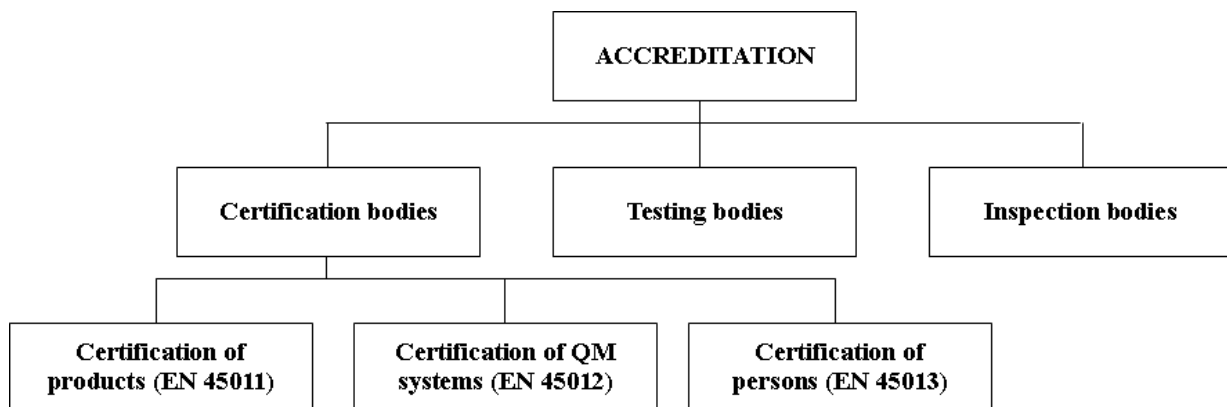 ACCREDITATION
Certification bodies
Testing bodies
Inspection bodies
Certification of
products (EN 45011)
Certification of QM
systems (EN 45012)
Certification of
persons (EN 45013)